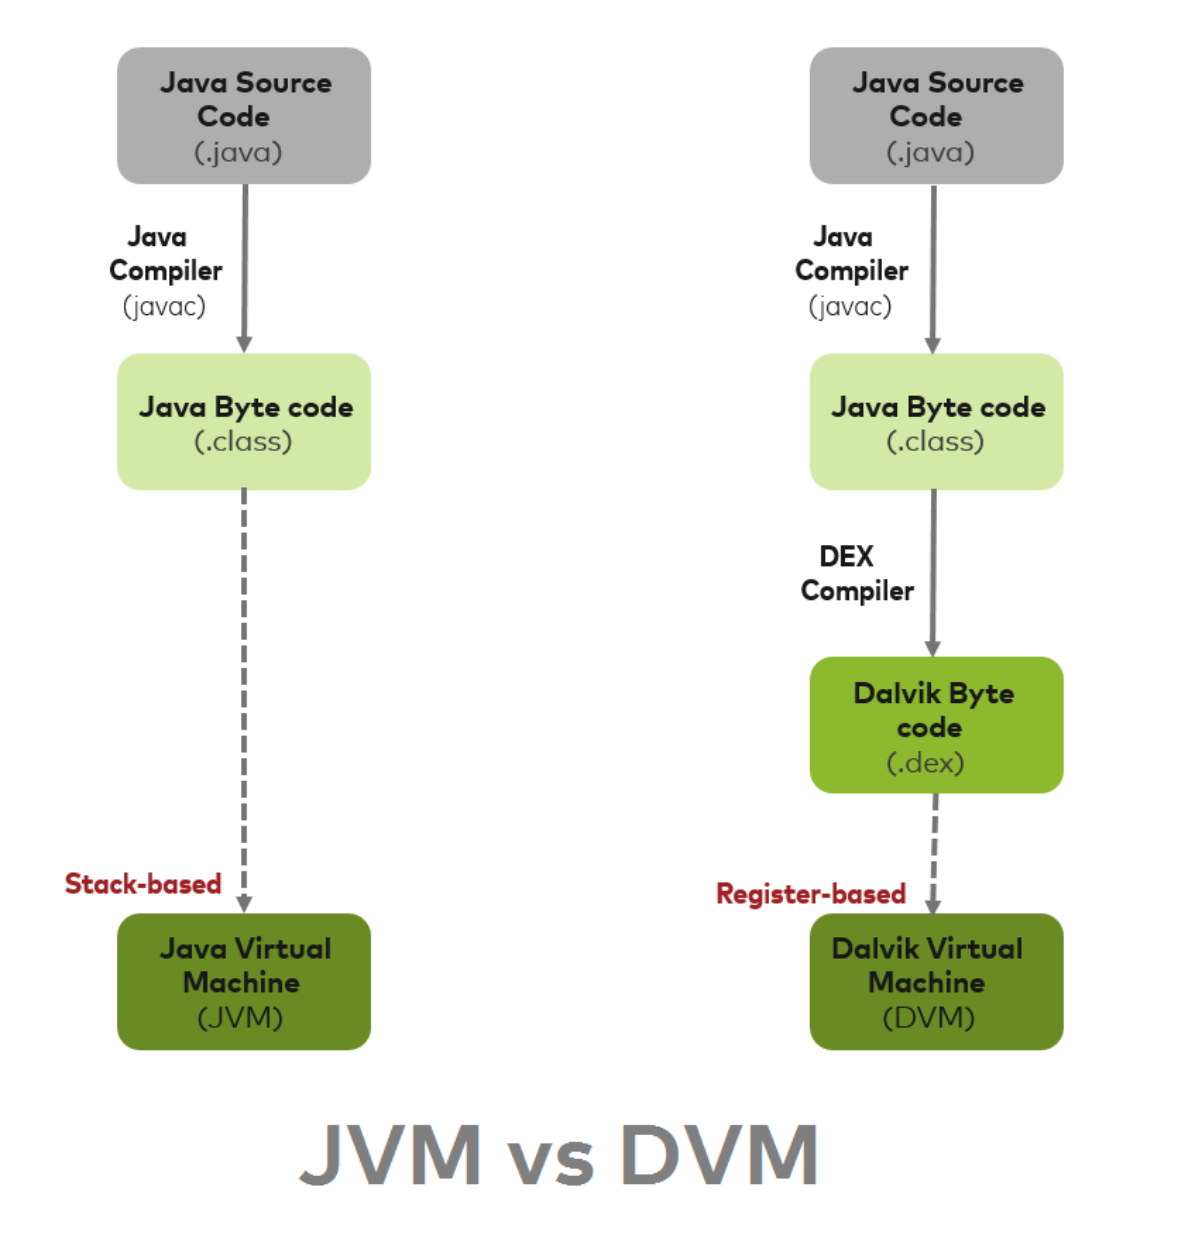 Java Source
Code
(.java)
Java
Compiler
(javac)
Java Byte code
(.class)
Stack-based
Java Virtual
Machine
(JVM)
Java Source
Code
(.java)
Java
Compiler
(javac)
Java Byte code
(.class)
DEX
Compiler
Dalvik Byte
code
(.dex)
Register-based
Dalvik Virtual
Machine
(DVM)
JVM vs DVM